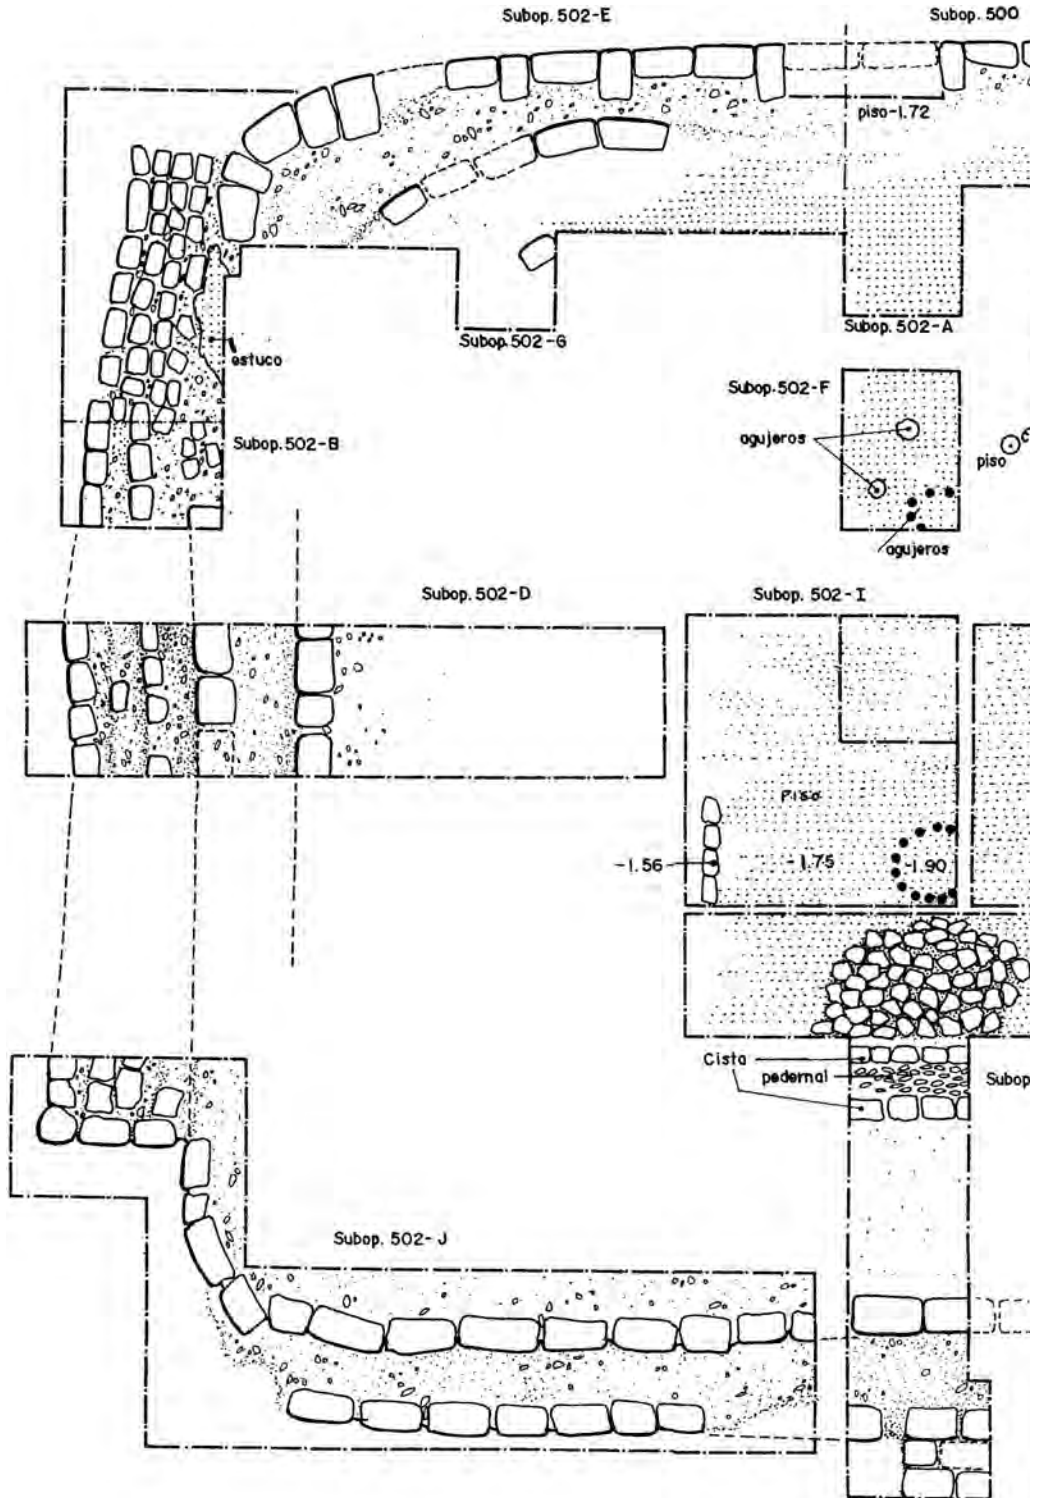 Subop. 502-E
Subop. 500
piso-1.72
Subop. 502-G
Subop. 502-A
estuco
Subop. 502-F
Subop. 502-B
agujeros
piso
agujeros
Subop. 502-D
Subop. 502-I
Piso
-1.56
-1.75
-1.90
Cista
pedernal
Subop
Subop. 502-J